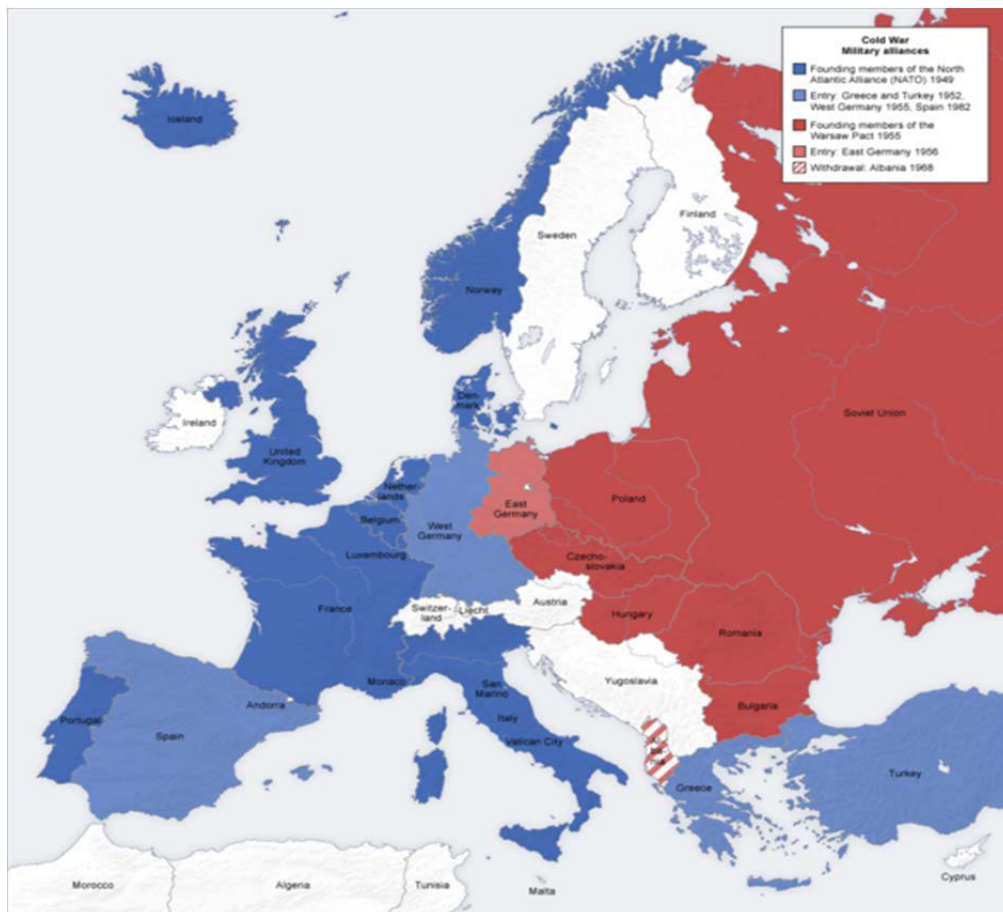 Cold War
Military alliances
Founding members of the North
Atlantic Alliance (NATO) 1949
Entry: Greece and Turkey 1952,
West Germany 1955, Spain 1982
Founding members of the
Warsaw Pact 1955
Entry: East Germany 1956
Withdrawal: Albania 1968
Iceland
Sweden
Finland
Norway
Den-
mark
Soviet Union
Ireland
United
Kingdom
Nether-
lands
Belgium
Luxembourg
West
Germany
East
Germany
Poland
Czecho-
slovakia
France
Switzer-
land
Liecht
Austria
Hungary
Romania
Yugoslavia
Monaco
San
Marino
Andorra
Portugal
Spain
Italy
Vatican City
Bulgaria
Greece
Turkey
Morocco
Algeria
Tunisia
Malta
Cyprus